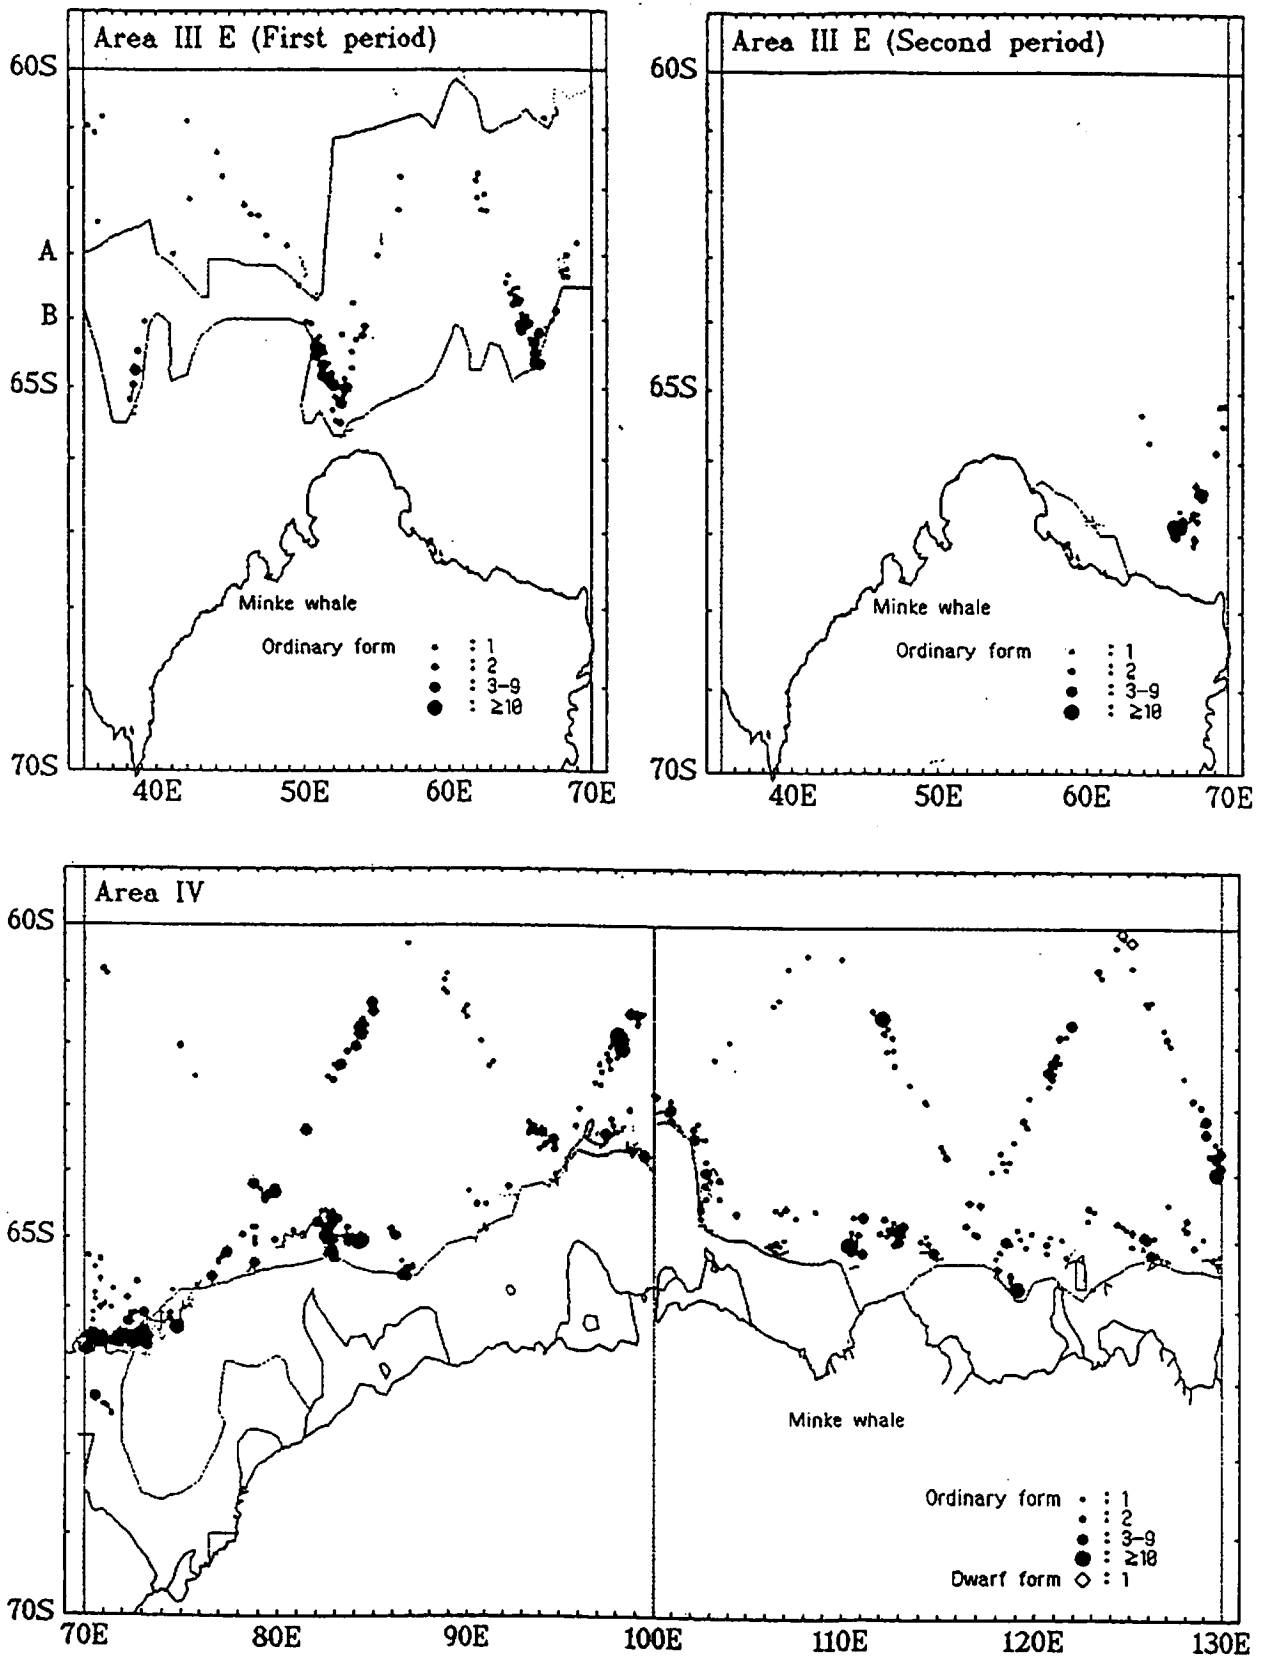 Area III E (First period)
60S
A
B
65S
70S
Minke whale
Ordinary form
: 1
: 2
: 3-9
: ≥10
40E 50E 60E 70E
Area III E (Second period)
60S
65S
70S
Minke whale
Ordinary form
: 1
: 2
: 3-9
: ≥10
40E 50E 60E 70E
Area IV
60S
65S
70S
Minke whale
Ordinary form
: 1
: 2
: 3-9
: ≥10
Dwarf form ◇ : 1
70E 80E 90E 100E 110E 120E 130E